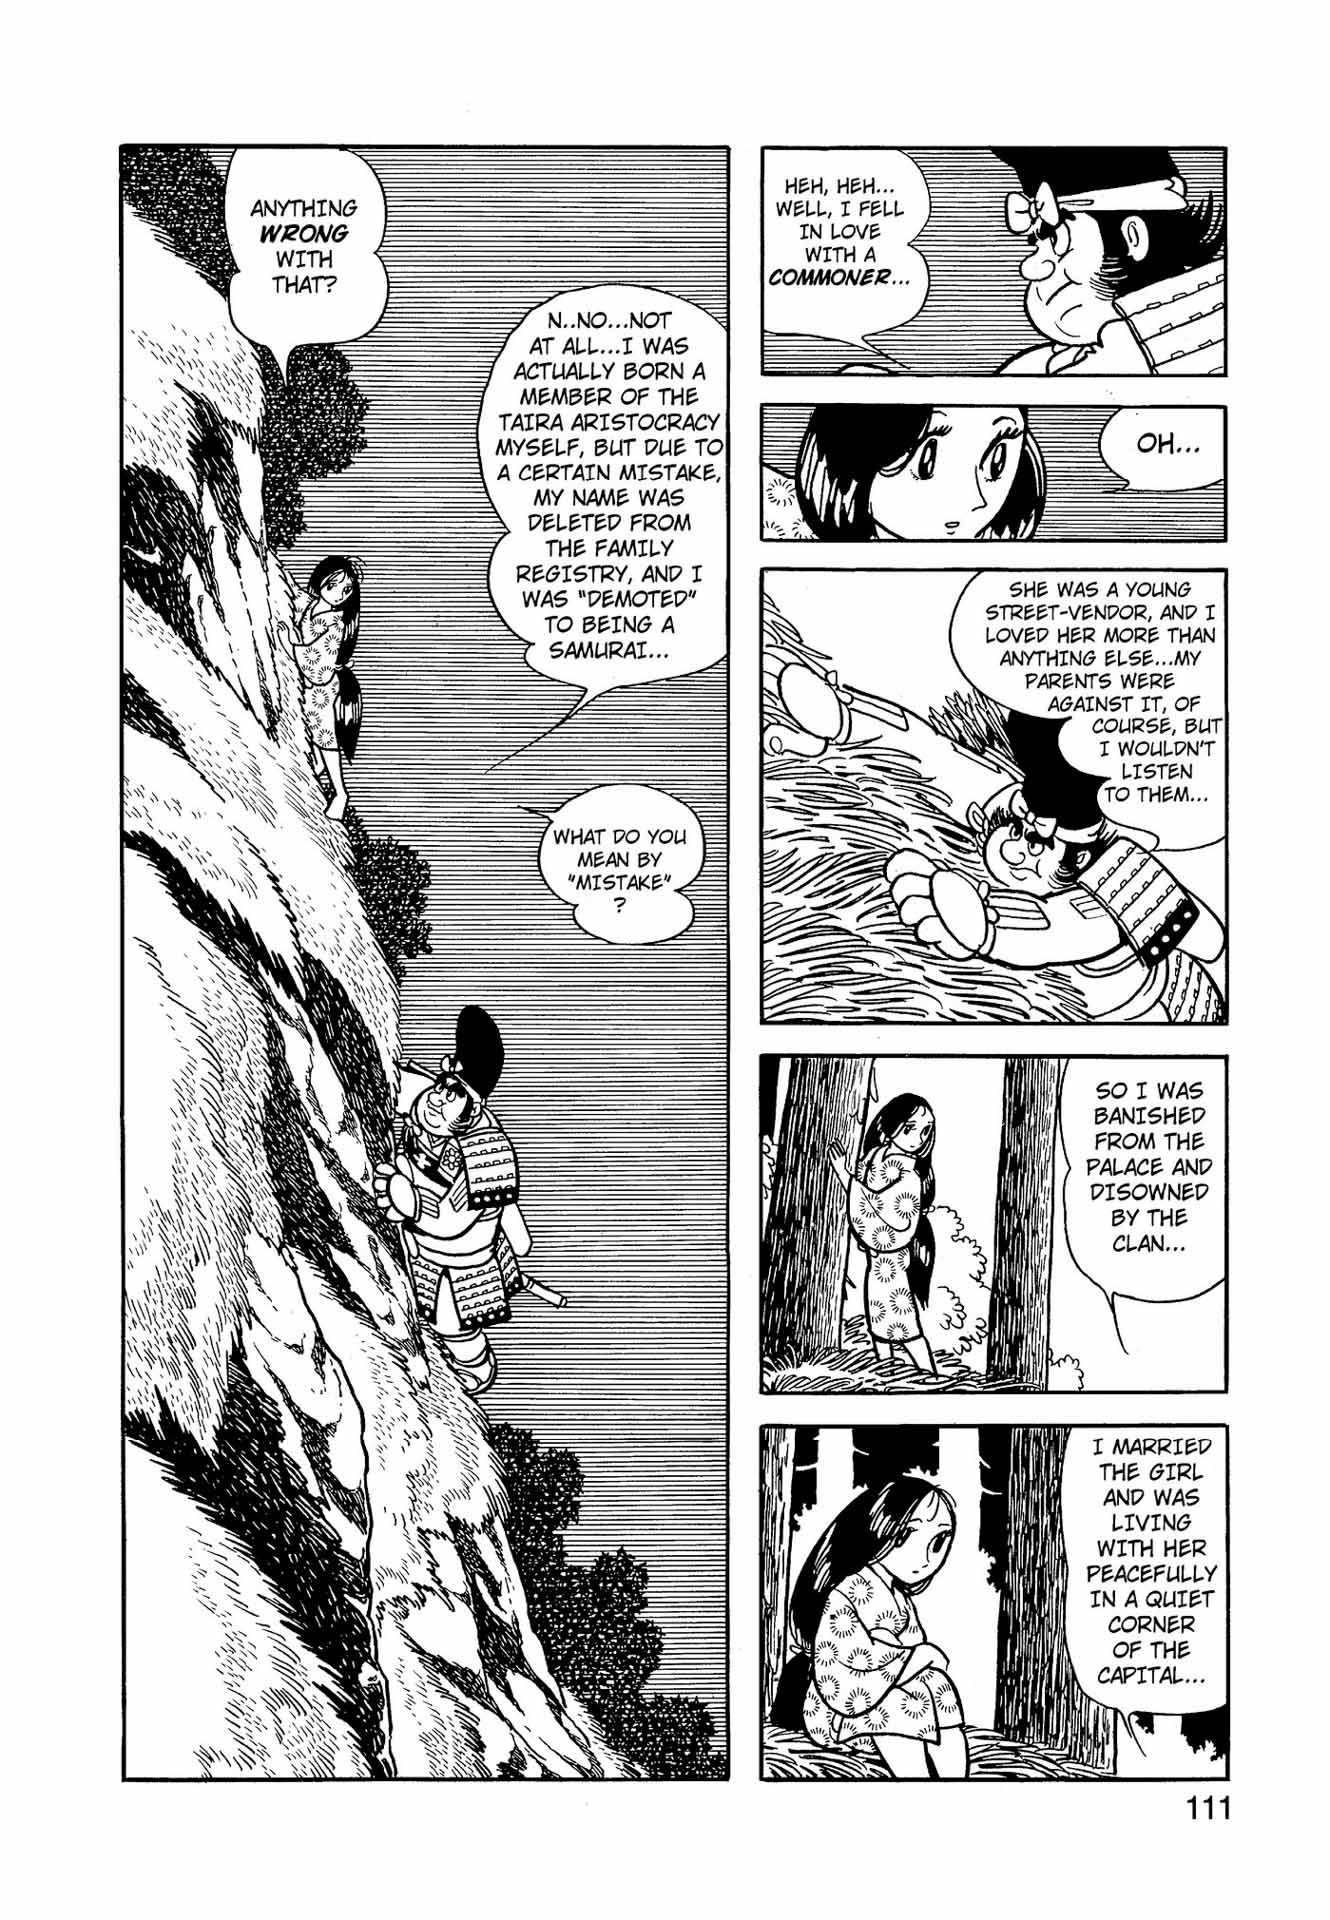 ANYTHING
WRONG
WITH
THAT?
N..NO...NOT
AT ALL...I WAS
ACTUALLY BORN A
MEMBER OF THE
TAIRA ARISTOCRACY
MYSELF, BUT DUE TO
A CERTAIN MISTAKE,
MY NAME WAS
DELETED FROM
THE FAMILY
REGISTRY, AND I
WAS "DEMOTED"
TO BEING A
SAMURAI...
WHAT DO YOU
MEAN BY
"MISTAKE"
?
HEH, HEH...
WELL, I FELL
IN LOVE
WITH A
COMMONER...
OH...
SHE WAS A YOUNG
STREET-VENDOR, AND I
LOVED HER MORE THAN
ANYTHING ELSE...MY
PARENTS WERE
AGAINST IT, OF
COURSE, BUT
I WOULDN'T
LISTEN
TO THEM...
SO I WAS
BANISHED
FROM THE
PALACE AND
DISOWNED
BY THE
CLAN...
I MARRIED
THE GIRL
AND WAS
LIVING
WITH HER
PEACEFULLY
IN A QUIET
CORNER
OF THE
CAPITAL...
111